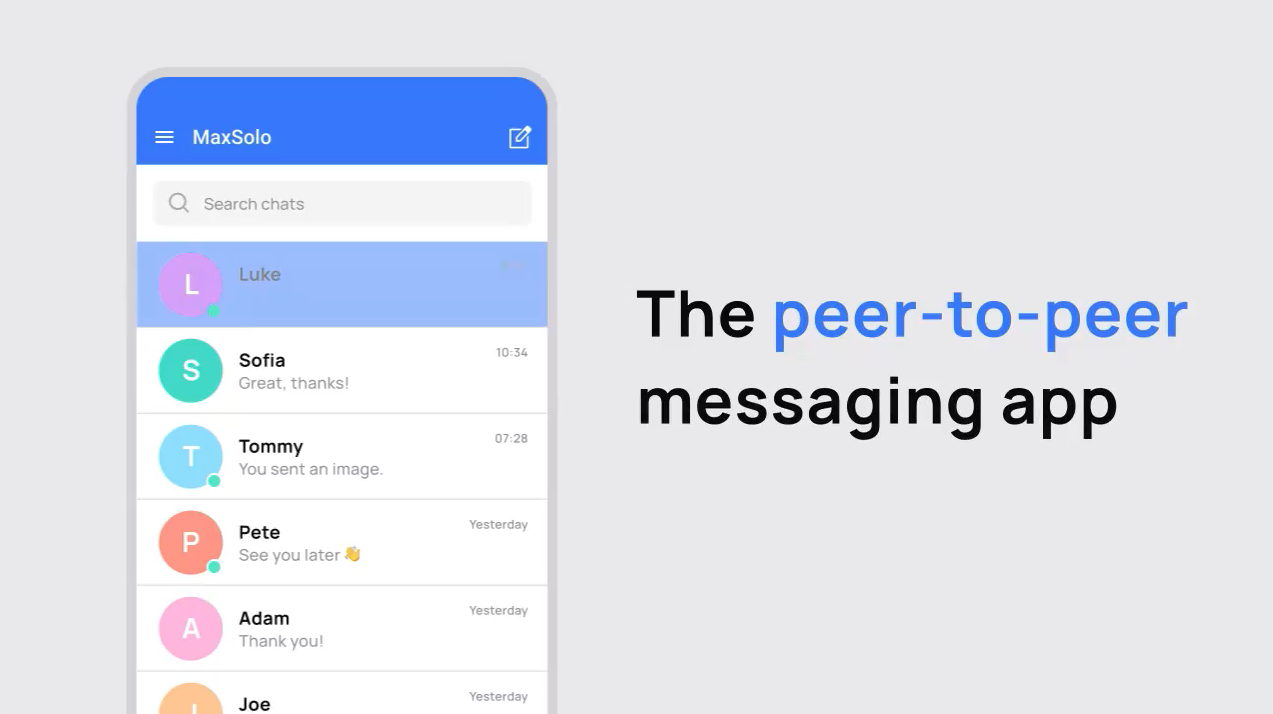 MaxSolo
Search chats
L
Luke
S
Sofia
10:34
Great, thanks!
T
Tommy
07:28
You sent an image.
P
Pete
Yesterday
See you later 👋
A
Adam
Yesterday
Thank you!
Joe
Yesterday
The peer-to-peer
messaging app